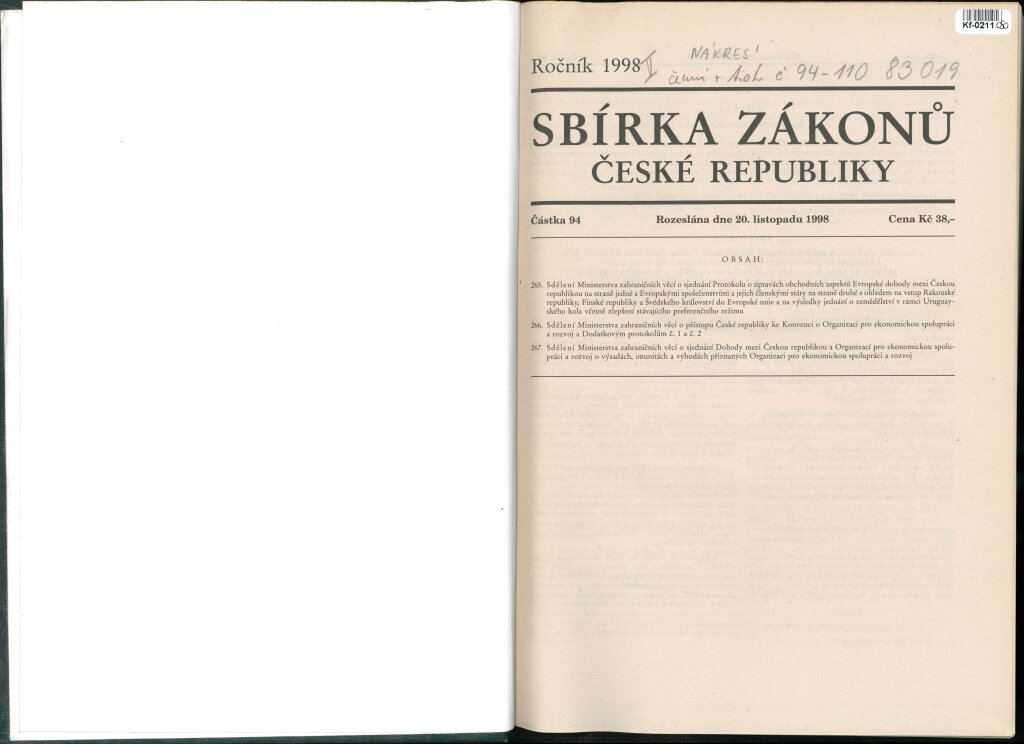 Kf-0211
Ročník 1998
č 94-110 83 019
SBÍRKA ZÁKONŮ
ČESKÉ REPUBLIKY
Částka 94 Rozeslána dne 20. listopadu 1998 Cena Kč 38,–
OBSAH:
265. Sdělení Ministerstva zahraničních věcí o sjednání Protokolu o úpravách obchodních aspektů Evropské dohody mezi Českou
republikou na straně jedné a Evropskými společenstvími a jejich členskými státy na straně druhé s ohledem na vstup Rakouské
republiky, Finské republiky a Švédského království do Evropské unie a na výsledky jednání o zemědělství v rámci Uruguay-
ského kola včetně zlepšení stávajícího preferenčního režimu
266. Sdělení Ministerstva zahraničních věcí o přístupu České republiky ke Konvenci o Organizaci pro ekonomickou spolupráci
a rozvoj a Dodatkovým protokolům č. 1 a č. 2
267. Sdělení Ministerstva zahraničních věcí o sjednání Dohody mezi Českou republikou a Organizací pro ekonomickou spolu-
práci a rozvoj o výsadách, imunitách a výhodách přiznaných Organizaci pro ekonomickou spolupráci a rozvoj